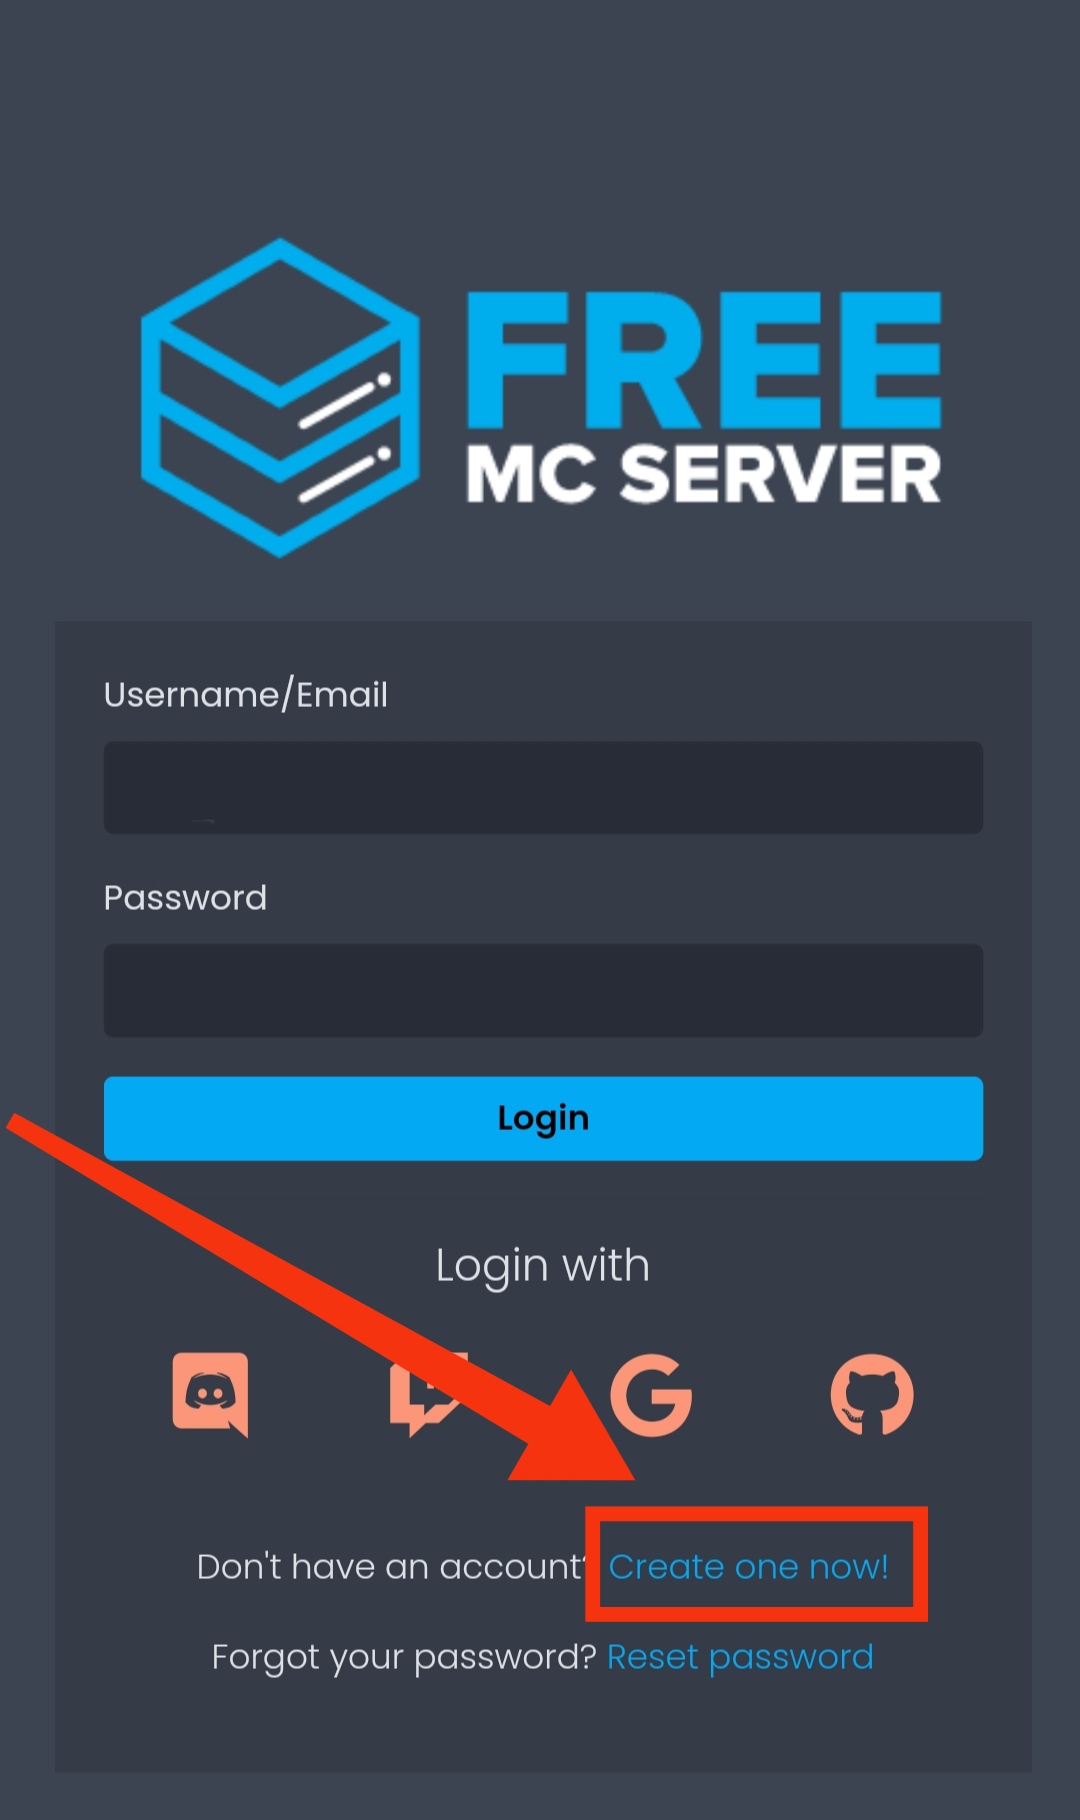 FREE
MC SERVER
Username/Email
Password
Login
Login with
Don't have an account? Create one now!
Forgot your password? Reset password